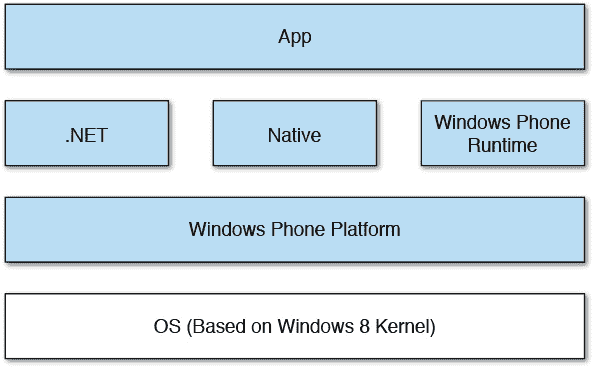 App
.NET
Native
Windows Phone
Runtime
Windows Phone Platform
OS (Based on Windows 8 Kernel)